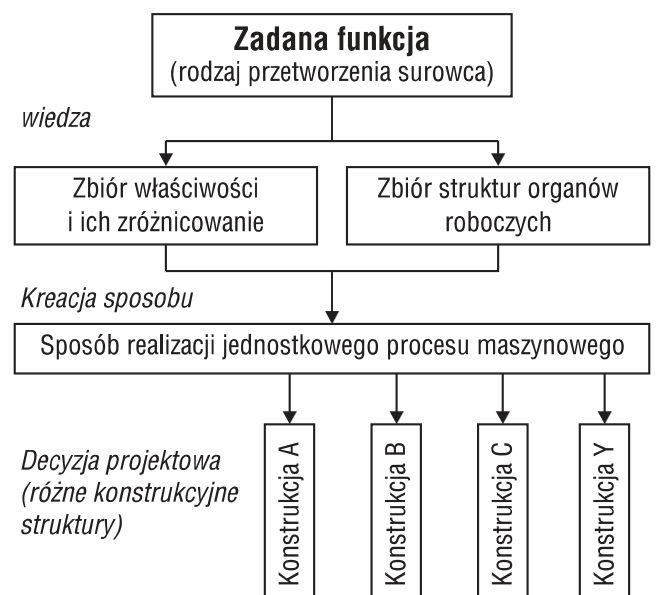 Zadana funkcja
(rodzaj przetworzenia surowca)
wiedza
Zbiór właściwości
i ich zróżnicowanie
Zbiór struktur organów
roboczych
Kreacja sposobu
Sposób realizacji jednostkowego procesu maszynowego
Decyzja projektowa
(różne konstrukcyjne
struktury)
Konstrukcja A
Konstrukcja B
Konstrukcja C
Konstrukcja Y